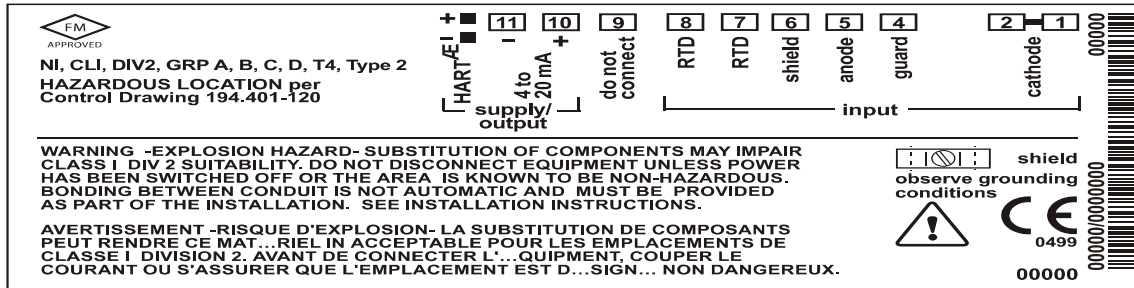 FM
APPROVED
NI, CLI, DIV2, GRP A, B, C, D, T4, Type 2
HAZARDOUS LOCATION per
Control Drawing 194.401-120
+ 11 10 9 8 7 6 5 4 2 1
– – +
HARTÆ
4 to
20 mA
do not
connect
RTD
RTD
shield
anode
guard
cathode
supply/
output
input
00000
WARNING -EXPLOSION HAZARD- SUBSTITUTION OF COMPONENTS MAY IMPAIR
CLASS I DIV 2 SUITABILITY. DO NOT DISCONNECT EQUIPMENT UNLESS POWER
HAS BEEN SWITCHED OFF OR THE AREA IS KNOWN TO BE NON-HAZARDOUS.
BONDING BETWEEN CONDUIT IS NOT AUTOMATIC AND MUST BE PROVIDED
AS PART OF THE INSTALLATION. SEE INSTALLATION INSTRUCTIONS.
AVERTISSEMENT -RISQUE D'EXPLOSION- LA SUBSTITUTION DE COMPOSANTS
PEUT RENDRE CE MAT...RIEL IN ACCEPTABLE POUR LES EMPLACEMENTS DE
CLASSE I DIVISION 2. AVANT DE CONNECTER L'...QUIPMENT, COUPER LE
COURANT OU S'ASSURER QUE L'EMPLACEMENT EST D...SIGN... NON DANGEREUX.
shield
observe grounding
conditions
!
CE
0499
00000
00000/0000000